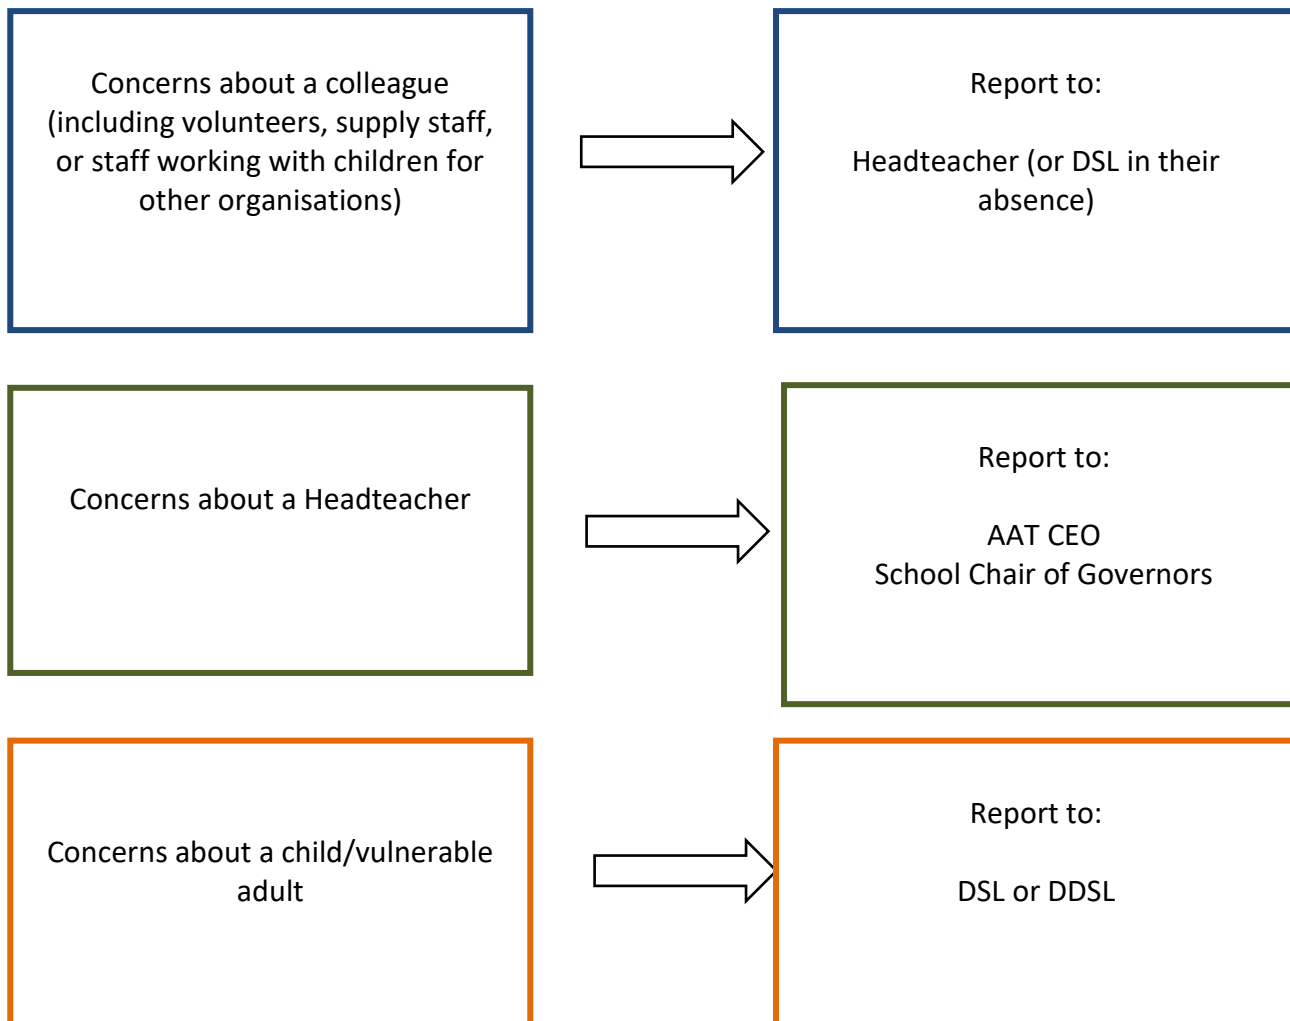 Concerns about a colleague
(including volunteers, supply staff,
or staff working with children for
other organisations)
Report to:
Headteacher (or DSL in their
absence)
Concerns about a Headteacher
Report to:
AAT CEO
School Chair of Governors
Concerns about a child/vulnerable
adult
Report to:
DSL or DDSL